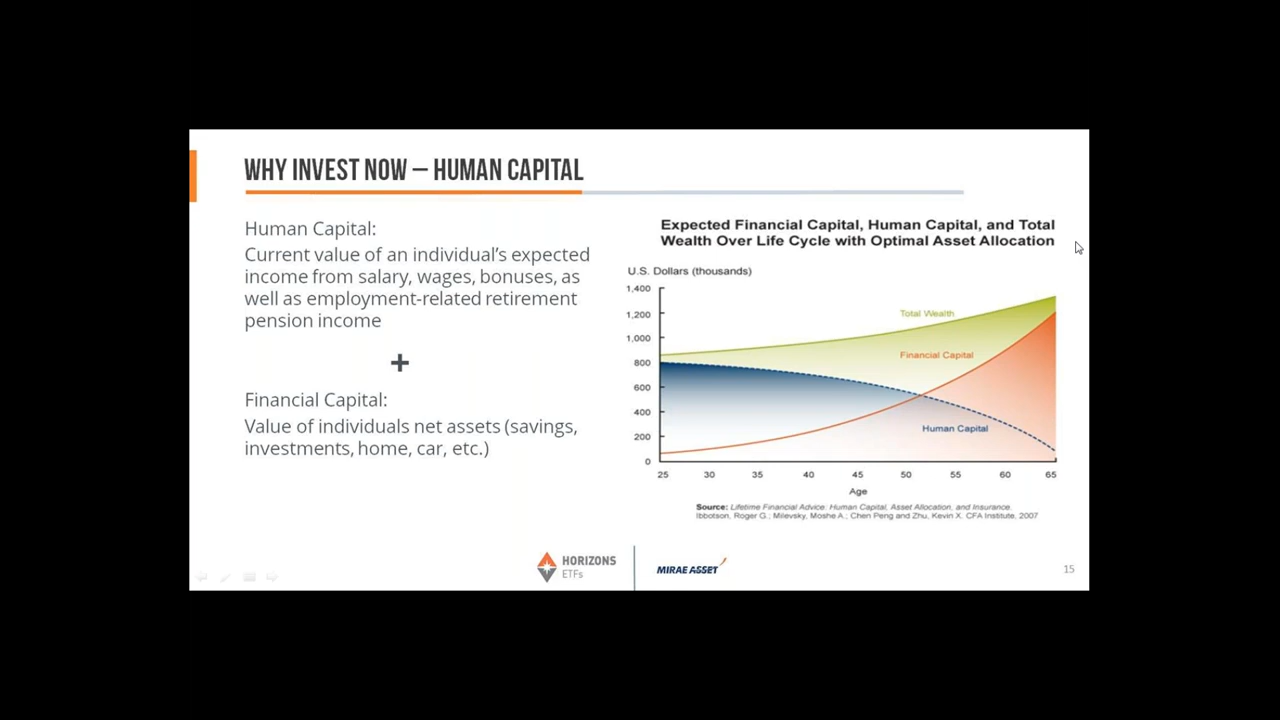 WHY INVEST NOW – HUMAN CAPITAL
Human Capital:
Current value of an individual's expected
income from salary, wages, bonuses, as
well as employment-related retirement
pension income
+
Financial Capital:
Value of individuals net assets (savings,
investments, home, car, etc.)
Expected Financial Capital, Human Capital, and Total
Wealth Over Life Cycle with Optimal Asset Allocation
U.S. Dollars (thousands)
1,400
1,200
1,000
800
600
400
200
0
Total Wealth
Financial Capital
Human Capital
25 30 35 40 45 50 55 60 65
Age
Source: Lifetime Financial Advice: Human Capital, Asset Allocation, and Insurance.
Ibbotson, Roger G.; Milevsky, Moshe A.; Chen Peng and Zhu, Kevin X. CFA Institute, 2007
HORIZONS
ETFs
MIRAE ASSET
15